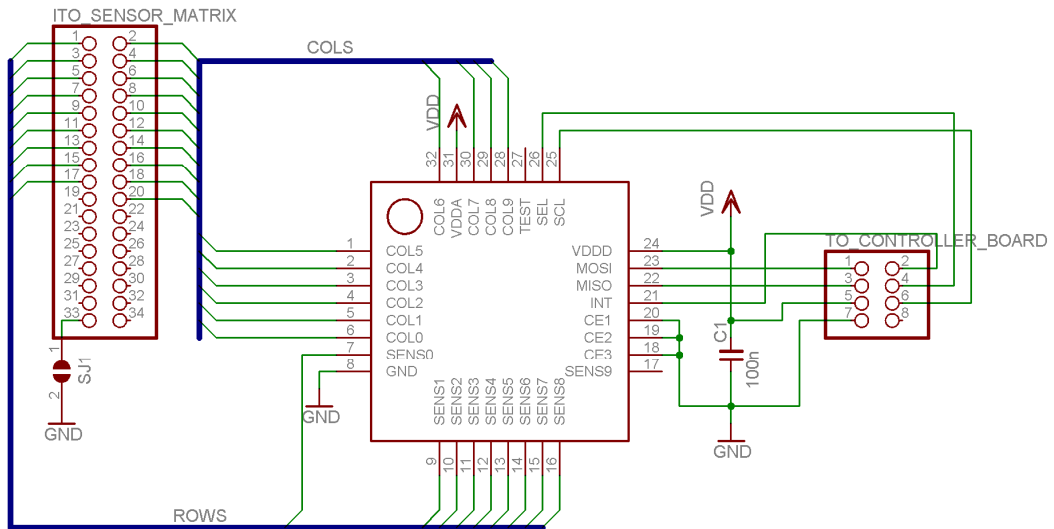 ITO_SENSOR_MATRIX
1 2
3 4
5 6
7 8
9 10
11 12
13 14
15 16
17 18
19 20
21 22
23 24
25 26
27 28
29 30
31 32
33 34
1
SJ1
2
GND
COLS
VDD
32 31 30 29 28 27 26 25
COL6 VDDA COL7 COL8 COL9 TEST SEL SCL
1 COL5
2 COL4
3 COL3
4 COL2
5 COL1
6 COL0
7 SENS0
8 GND
GND
VDDD 24
MOSI 23
MISO 22
INT 21
CE1 20
CE2 19
CE3 18
SENS9 17
SENS1 SENS2 SENS3 SENS4 SENS5 SENS6 SENS7 SENS8
9 10 11 12 13 14 15 16
ROWS
VDD
C1
100n
GND
TO_CONTROLLER_BOARD
1 2
3 4
5 6
7 8